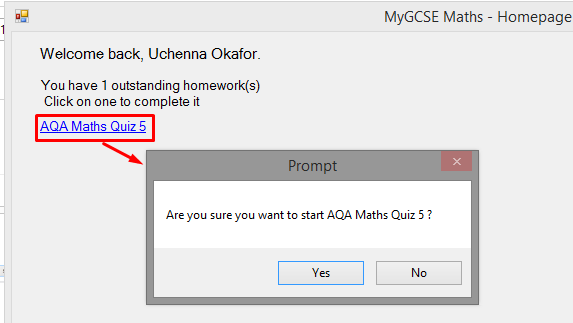 MyGCSE Maths - Homepage
Welcome back, Uchenna Okafor.
You have 1 outstanding homework(s)
Click on one to complete it
AQA Maths Quiz 5
Prompt
Are you sure you want to start AQA Maths Quiz 5 ?
Yes
No